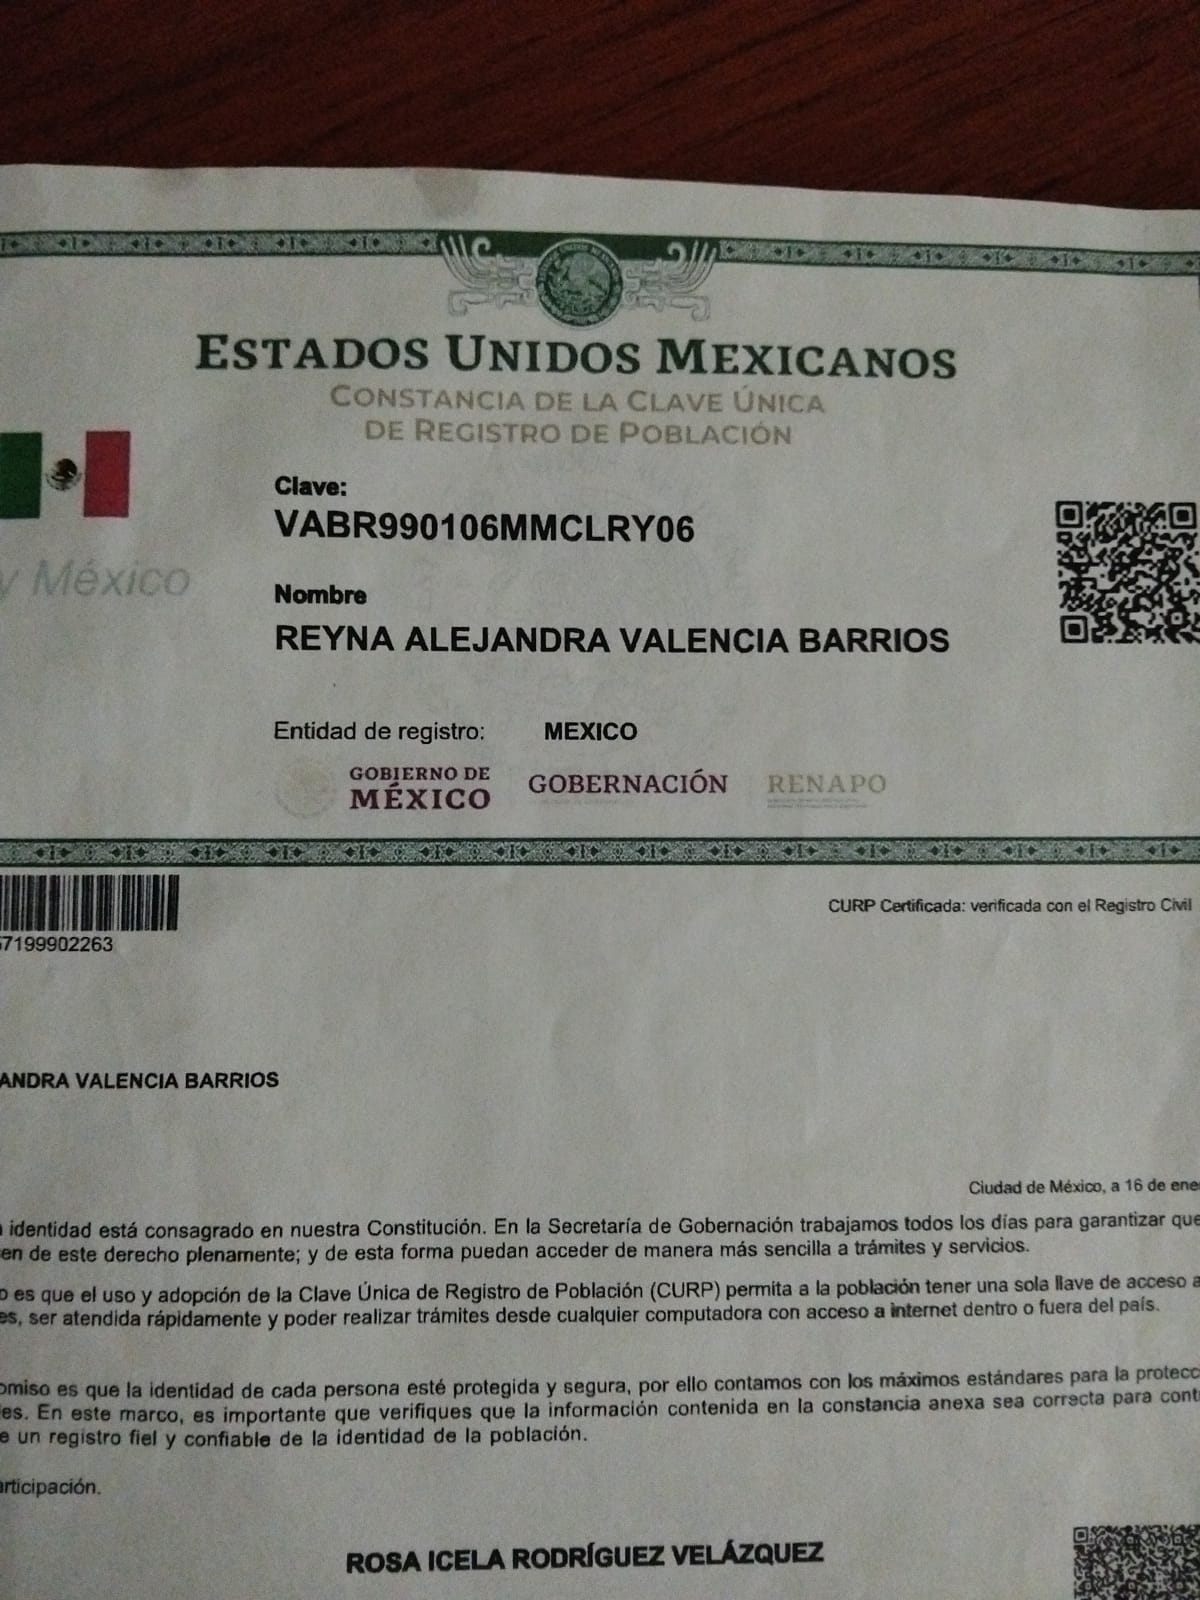 ESTADOS UNIDOS MEXICANOS
CONSTANCIA DE LA CLAVE ÚNICA
DE REGISTRO DE POBLACIÓN
Clave:
VABR990106MMCLRY06
y México
Nombre
REYNA ALEJANDRA VALENCIA BARRIOS
Entidad de registro: MEXICO
GOBIERNO DE
MÉXICO
GOBERNACIÓN
RENAPO
CURP Certificada: verificada con el Registro Civil
7199902263
ANDRA VALENCIA BARRIOS
Ciudad de México, a 16 de ene
identidad está consagrado en nuestra Constitución. En la Secretaría de Gobernación trabajamos todos los días para garantizar que
en de este derecho plenamente; y de esta forma puedan acceder de manera más sencilla a trámites y servicios.
o es que el uso y adopción de la Clave Única de Registro de Población (CURP) permita a la población tener una sola llave de acceso a
es, ser atendida rápidamente y poder realizar trámites desde cualquier computadora con acceso a internet dentro o fuera del país.
omiso es que la identidad de cada persona esté protegida y segura, por ello contamos con los máximos estándares para la protecc
es. En este marco, es importante que verifiques que la información contenida en la constancia anexa sea correcta para cont
e un registro fiel y confiable de la identidad de la población.
articipación.
ROSA ICELA RODRÍGUEZ VELÁZQUEZ